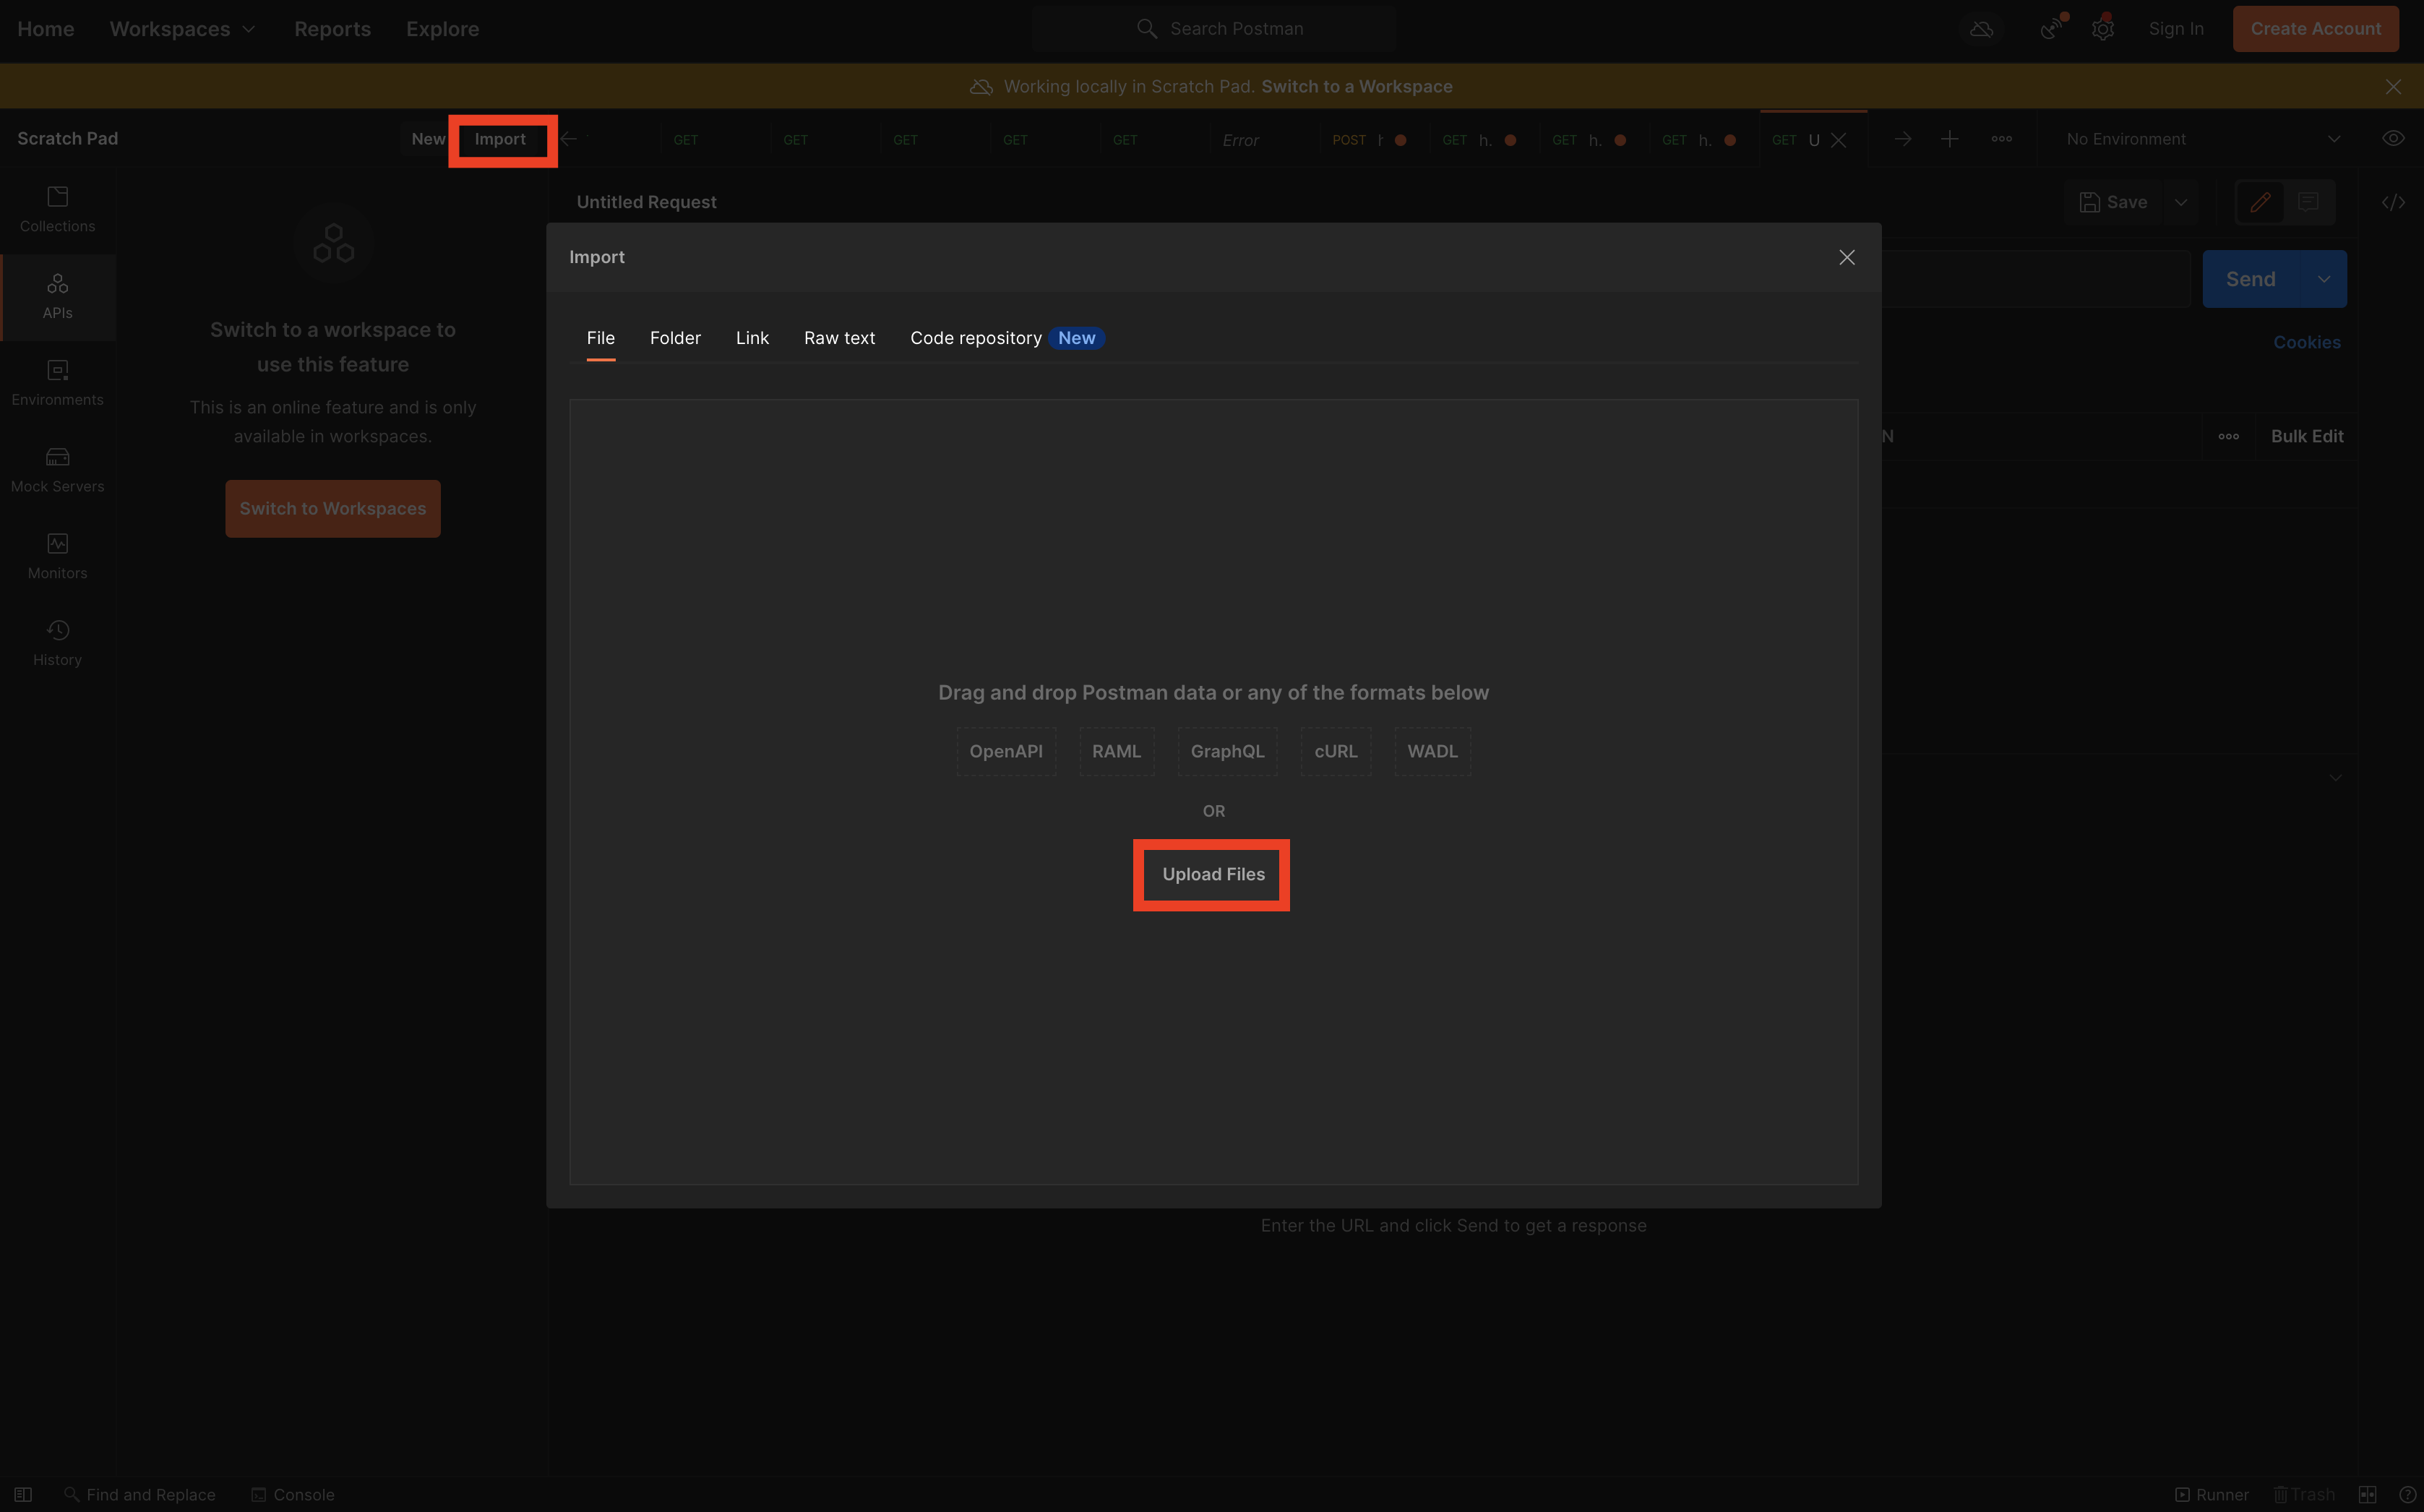 Home Workspaces Reports Explore Search Postman Sign In Create Account
Working locally in Scratch Pad. Switch to a Workspace
Scratch Pad New Import GET GET GET GET GET Error POST GET h. GET h. GET h. GET U No Environment
Untitled Request Save
Collections
APIs
Environments
Mock Servers
Monitors
History
Switch to a workspace to
use this feature
This is an online feature and is only
available in workspaces.
Switch to Workspaces
Import
File Folder Link Raw text Code repository New
Drag and drop Postman data or any of the formats below
OpenAPI RAML GraphQL cURL WADL
OR
Upload Files
Send
Cookies
N Bulk Edit
Enter the URL and click Send to get a response
Find and Replace Console Runner Trash